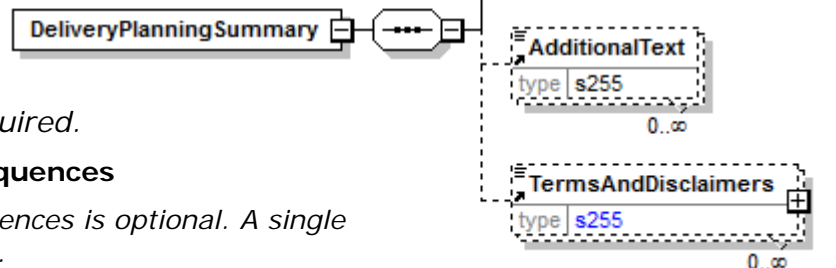 DeliveryPlanningSummary
AdditionalText
type s255
0..∞
uired.
quences
TermsAndDisclaimers
type s255
ences is optional. A single
0..∞